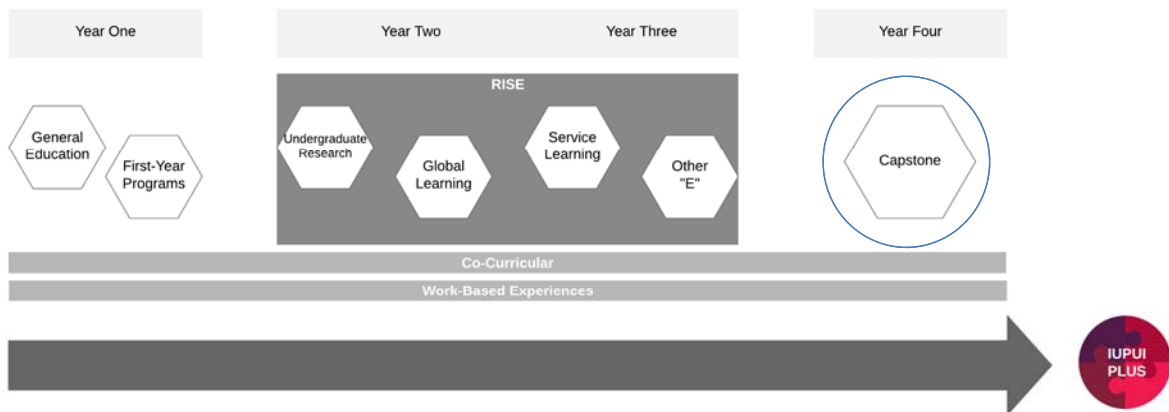 Year One
Year Two
Year Three
Year Four
RISE
General
Education
First-Year
Programs
Undergraduate
Research
Global
Learning
Service
Learning
Other
"E"
Capstone
Co-Curricular
Work-Based Experiences
IUPUI
PLUS